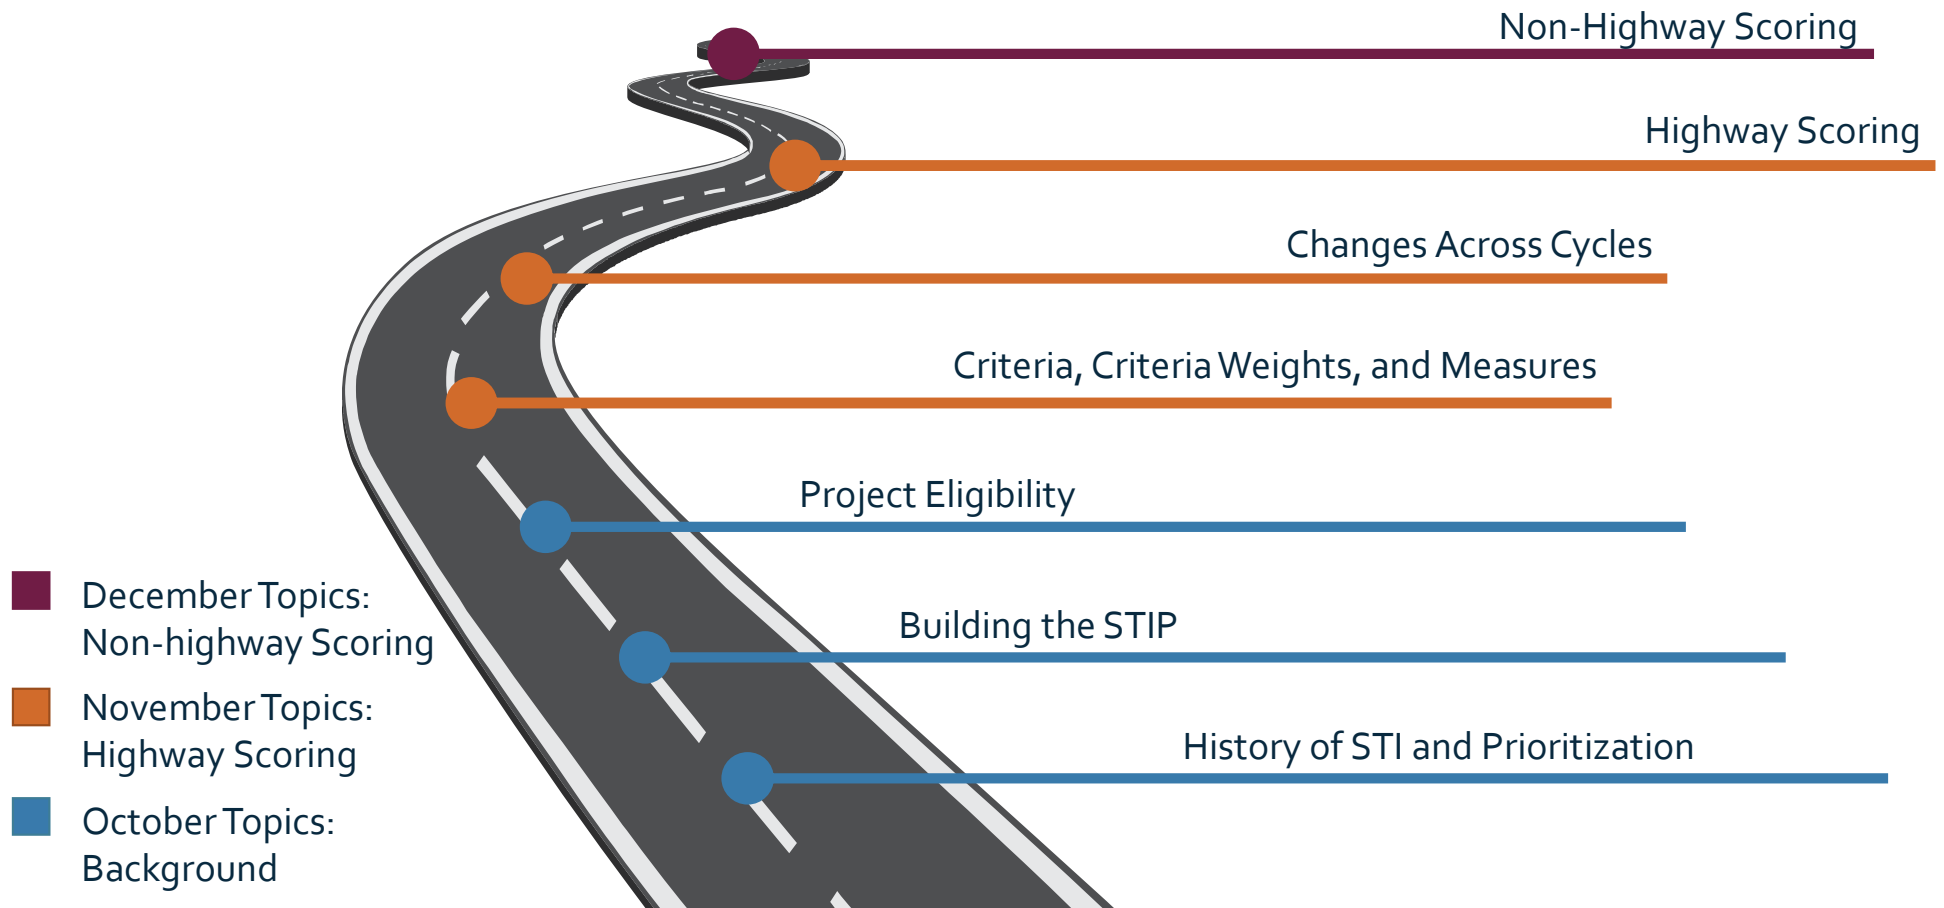 Non-Highway Scoring
Highway Scoring
Changes Across Cycles
Criteria, Criteria Weights, and Measures
Project Eligibility
Building the STIP
History of STI and Prioritization
December Topics:
Non-highway Scoring
November Topics:
Highway Scoring
October Topics:
Background